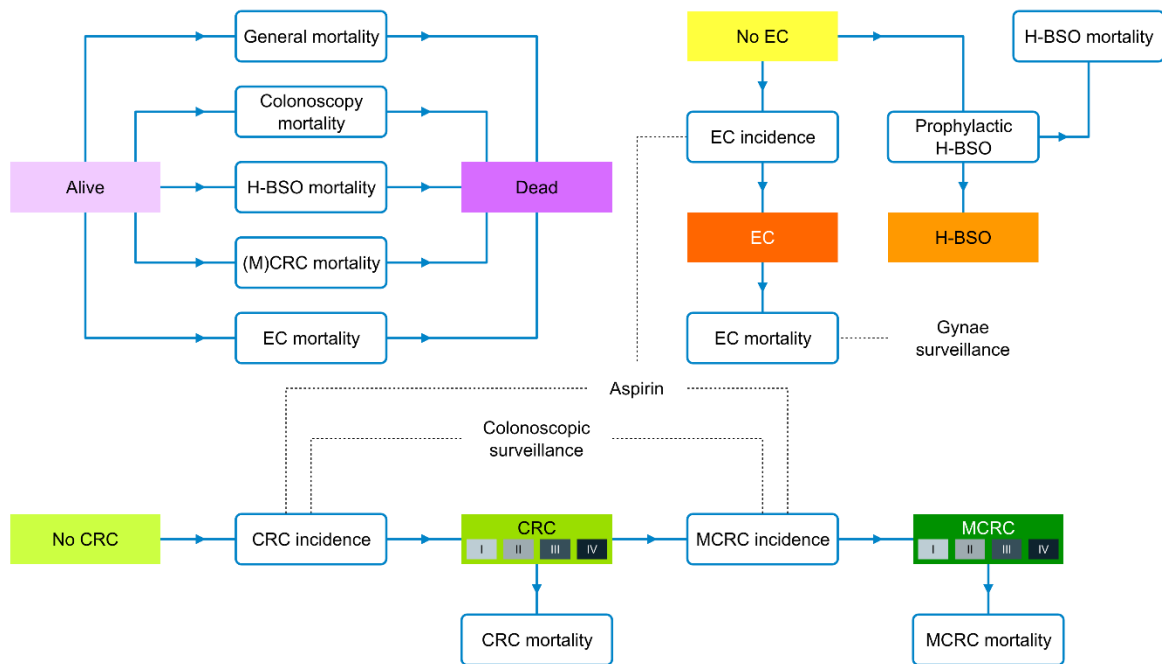 General mortality
Colonoscopy
mortality
Alive
H-BSO mortality
Dead
(M)CRC mortality
EC mortality
No EC
H-BSO mortality
EC incidence
Prophylactic
H-BSO
EC
H-BSO
EC mortality
Gynae
surveillance
Aspirin
Colonoscopic
surveillance
No CRC
CRC incidence
CRC
I II III IV
MCRC incidence
MCRC
I II III IV
CRC mortality
MCRC mortality